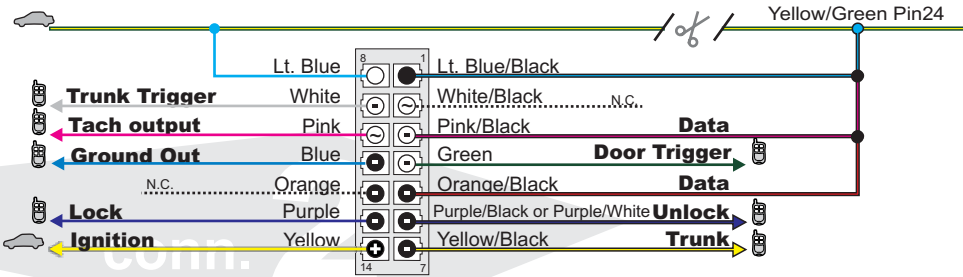 Yellow/Green Pin24
8 1
Lt. Blue Lt. Blue/Black
Trunk Trigger White White/Black N.C.
Tach output Pink Pink/Black Data
Ground Out Blue Green Door Trigger
N.C. Orange Orange/Black Data
Lock Purple Purple/Black or Purple/White Unlock
Ignition Yellow Yellow/Black Trunk
conn. 2
14 7